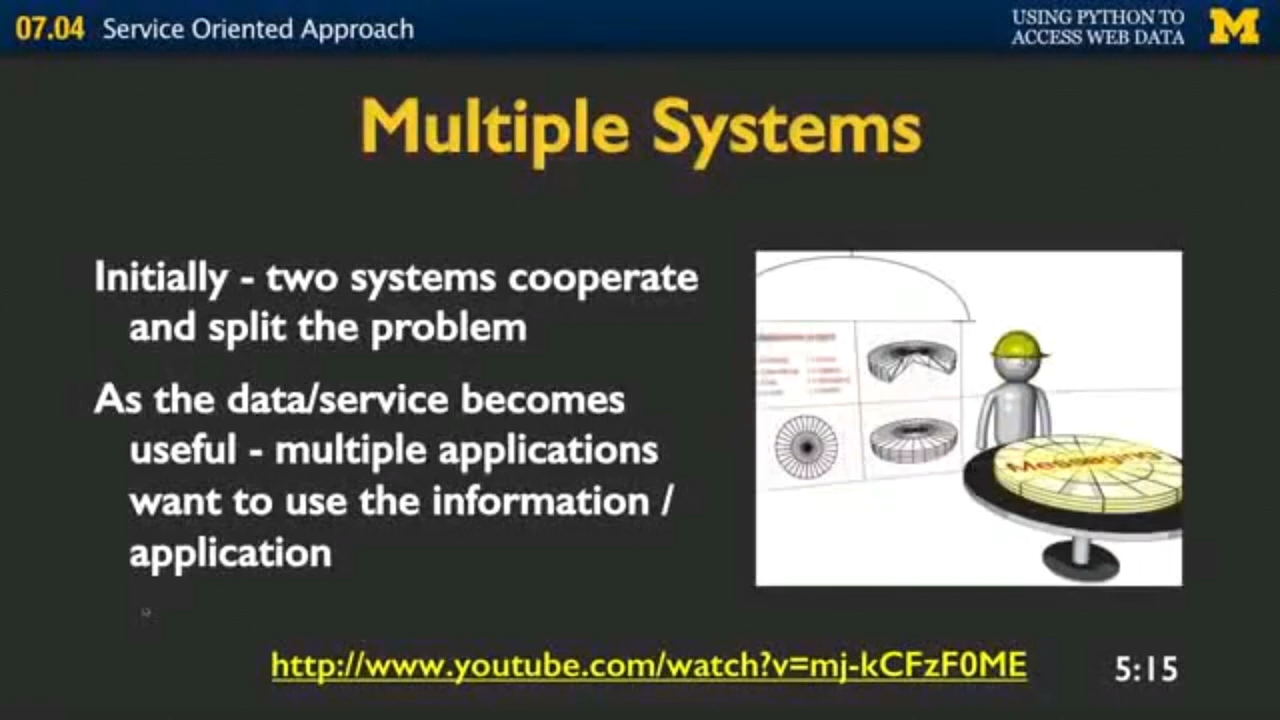 07.04 Service Oriented Approach
USING PYTHON TO
ACCESS WEB DATA
M
Multiple Systems
Initially - two systems cooperate
and split the problem
As the data/service becomes
useful - multiple applications
want to use the information /
application
Messaging
http://www.youtube.com/watch?v=mj-kCFzF0ME
5:15